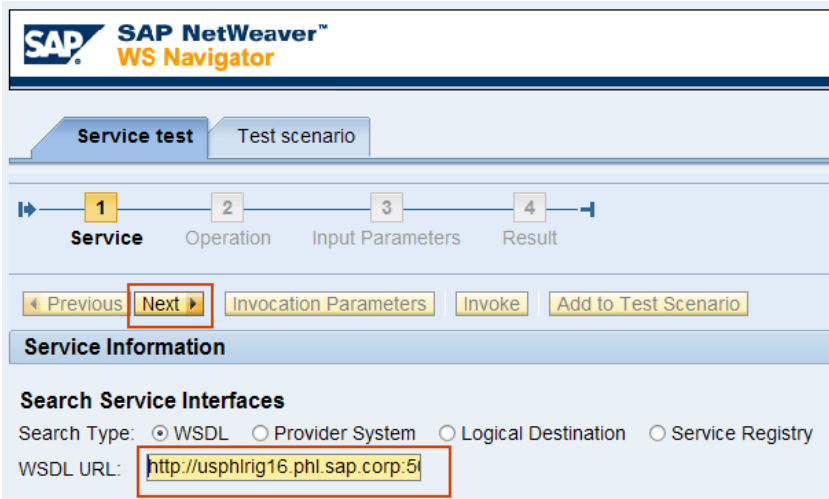 SAP SAP NetWeaver™
WS Navigator
Service test Test scenario
1 2 3 4
Service Operation Input Parameters Result
Previous Next Invocation Parameters Invoke Add to Test Scenario
Service Information
Search Service Interfaces
Search Type: WSDL Provider System Logical Destination Service Registry
WSDL URL: http://usphlrig16.phl.sap.corp:50